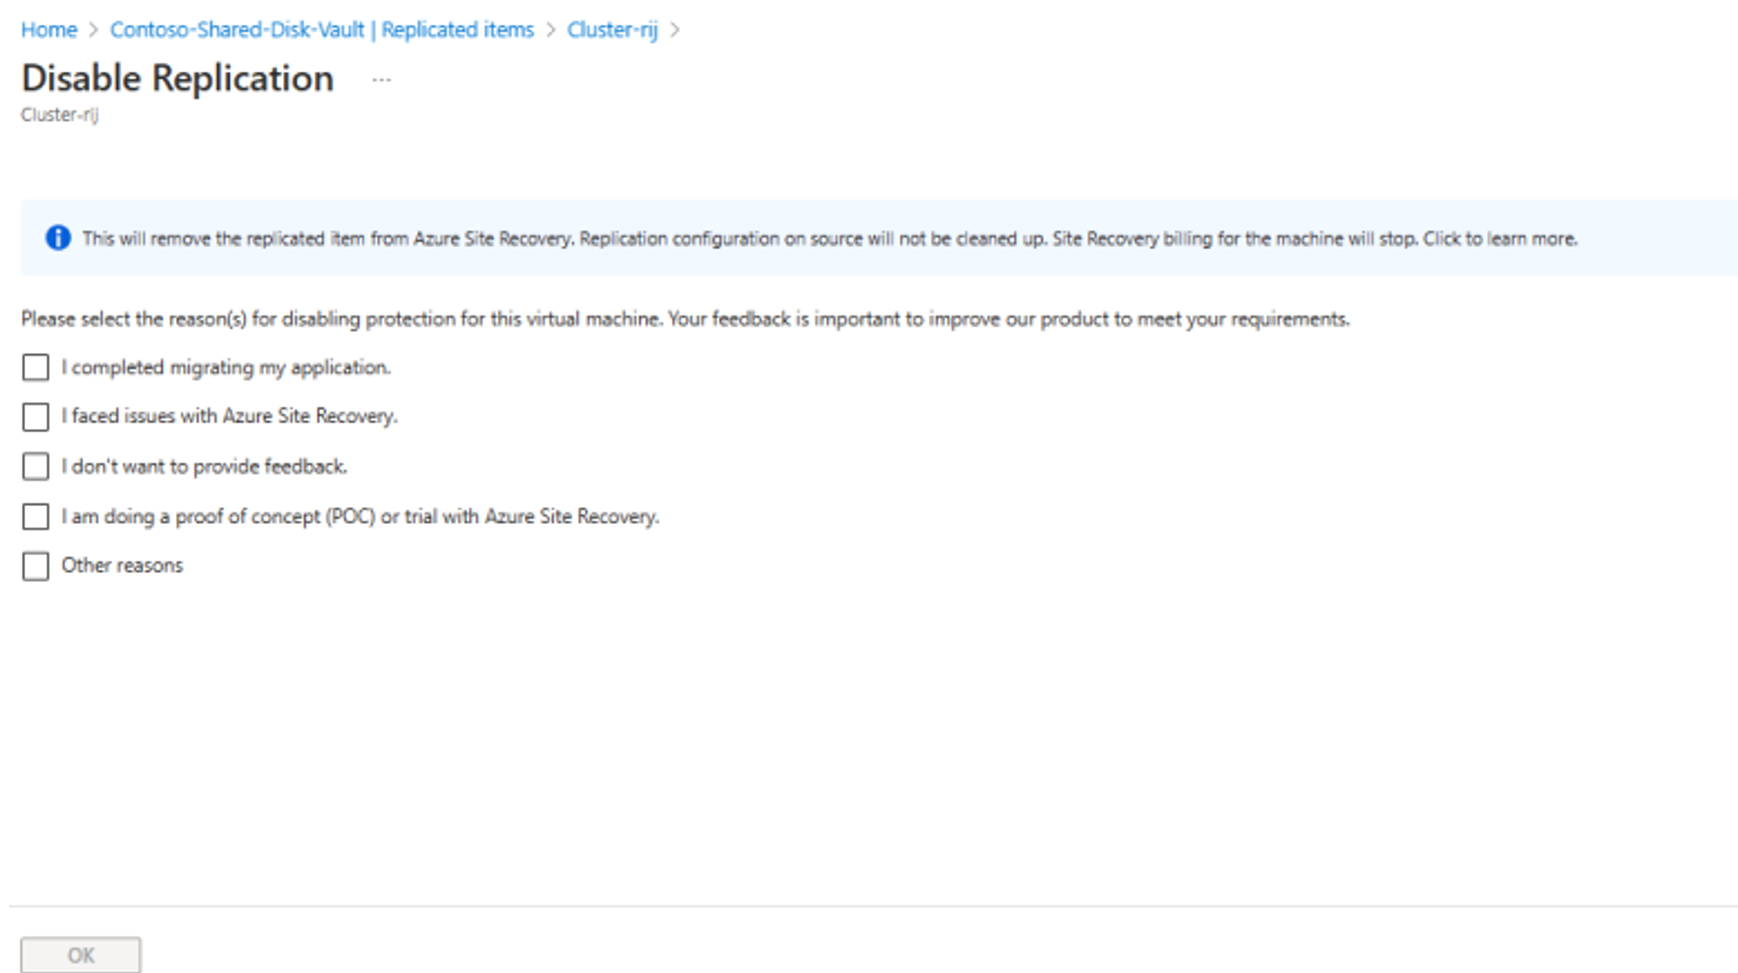 Home > Contoso-Shared-Disk-Vault | Replicated items > Cluster-rij >
Disable Replication ...
Cluster-rij
This will remove the replicated item from Azure Site Recovery. Replication configuration on source will not be cleaned up. Site Recovery billing for the machine will stop. Click to learn more.
Please select the reason(s) for disabling protection for this virtual machine. Your feedback is important to improve our product to meet your requirements.
I completed migrating my application.
I faced issues with Azure Site Recovery.
I don't want to provide feedback.
I am doing a proof of concept (POC) or trial with Azure Site Recovery.
Other reasons
OK